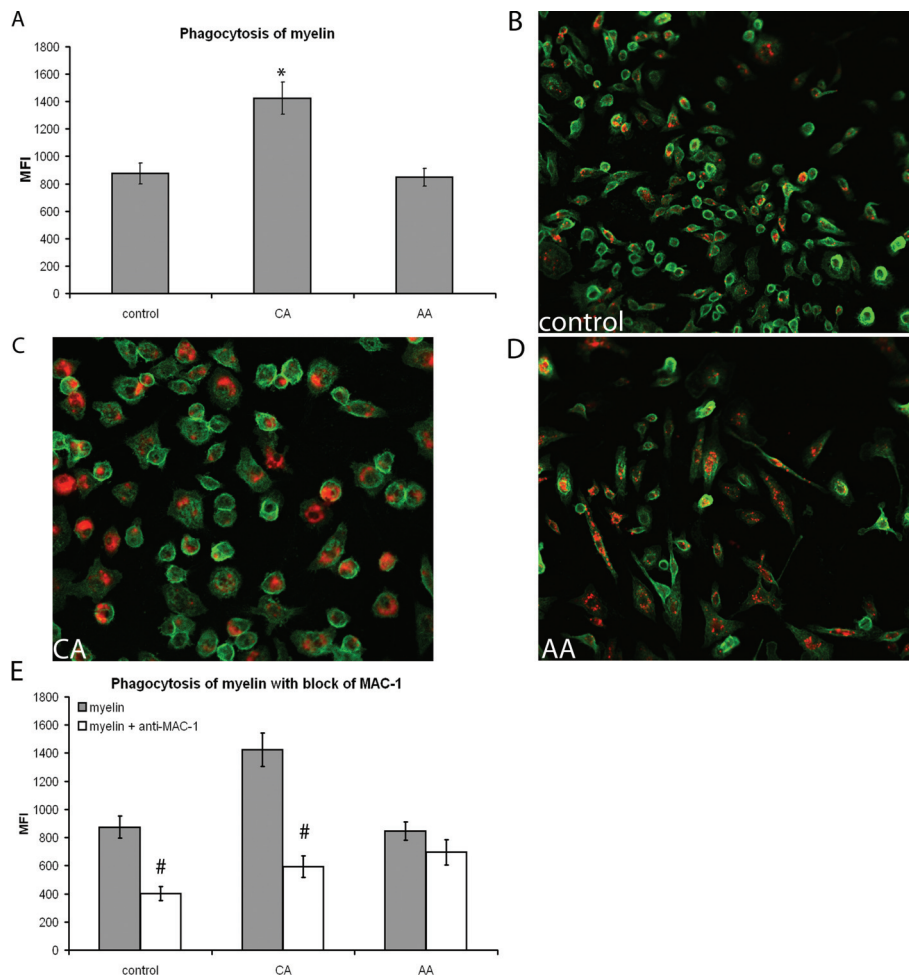 A
Phagocytosis of myelin
1800
1600
1400
1200
1000
800
600
400
200
0
MFI
*
control
CA
AA
B
control
C
CA
D
AA
E
Phagocytosis of myelin with block of MAC-1
1800
1600
1400
1200
1000
800
600
400
200
0
MFI
myelin
myelin + anti-MAC-1
#
#
control
CA
AA